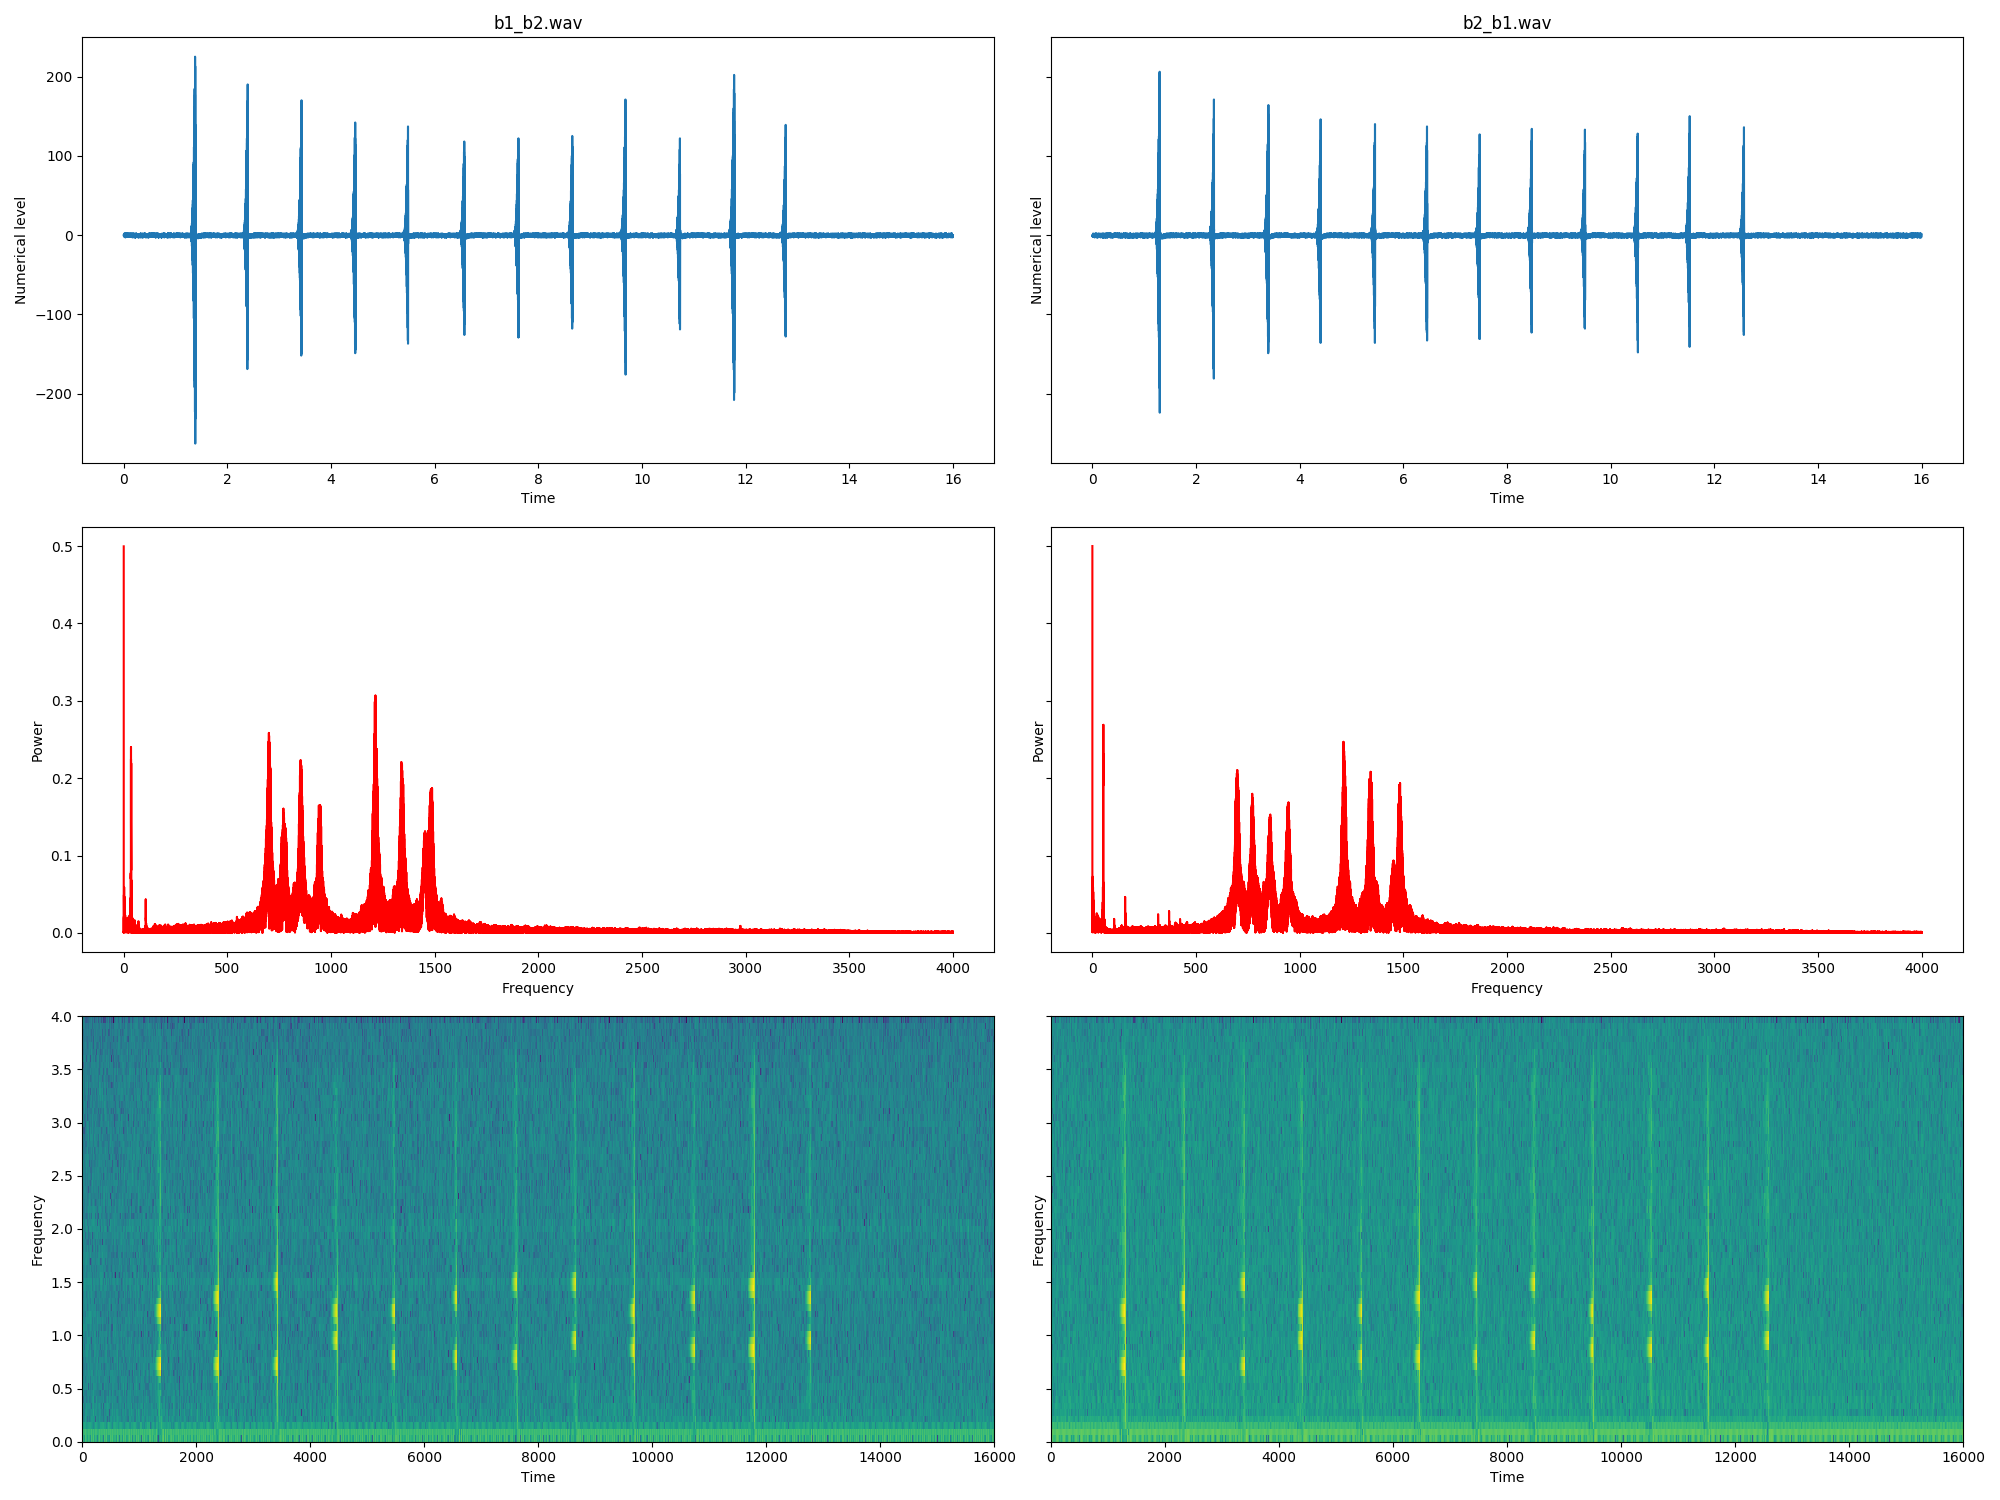 b1_b2.wav
b2_b1.wav
200
100
0
−100
−200
Numerical level
Numerical level
0 2 4 6 8 10 12 14 16
0 2 4 6 8 10 12 14 16
Time
Time
0.5
0.4
0.3
0.2
0.1
0.0
Power
Power
0 500 1000 1500 2000 2500 3000 3500 4000
0 500 1000 1500 2000 2500 3000 3500 4000
Frequency
Frequency
4.0
3.5
3.0
2.5
2.0
1.5
1.0
0.5
0.0
Frequency
Frequency
0 2000 4000 6000 8000 10000 12000 14000 16000
0 2000 4000 6000 8000 10000 12000 14000 16000
Time
Time